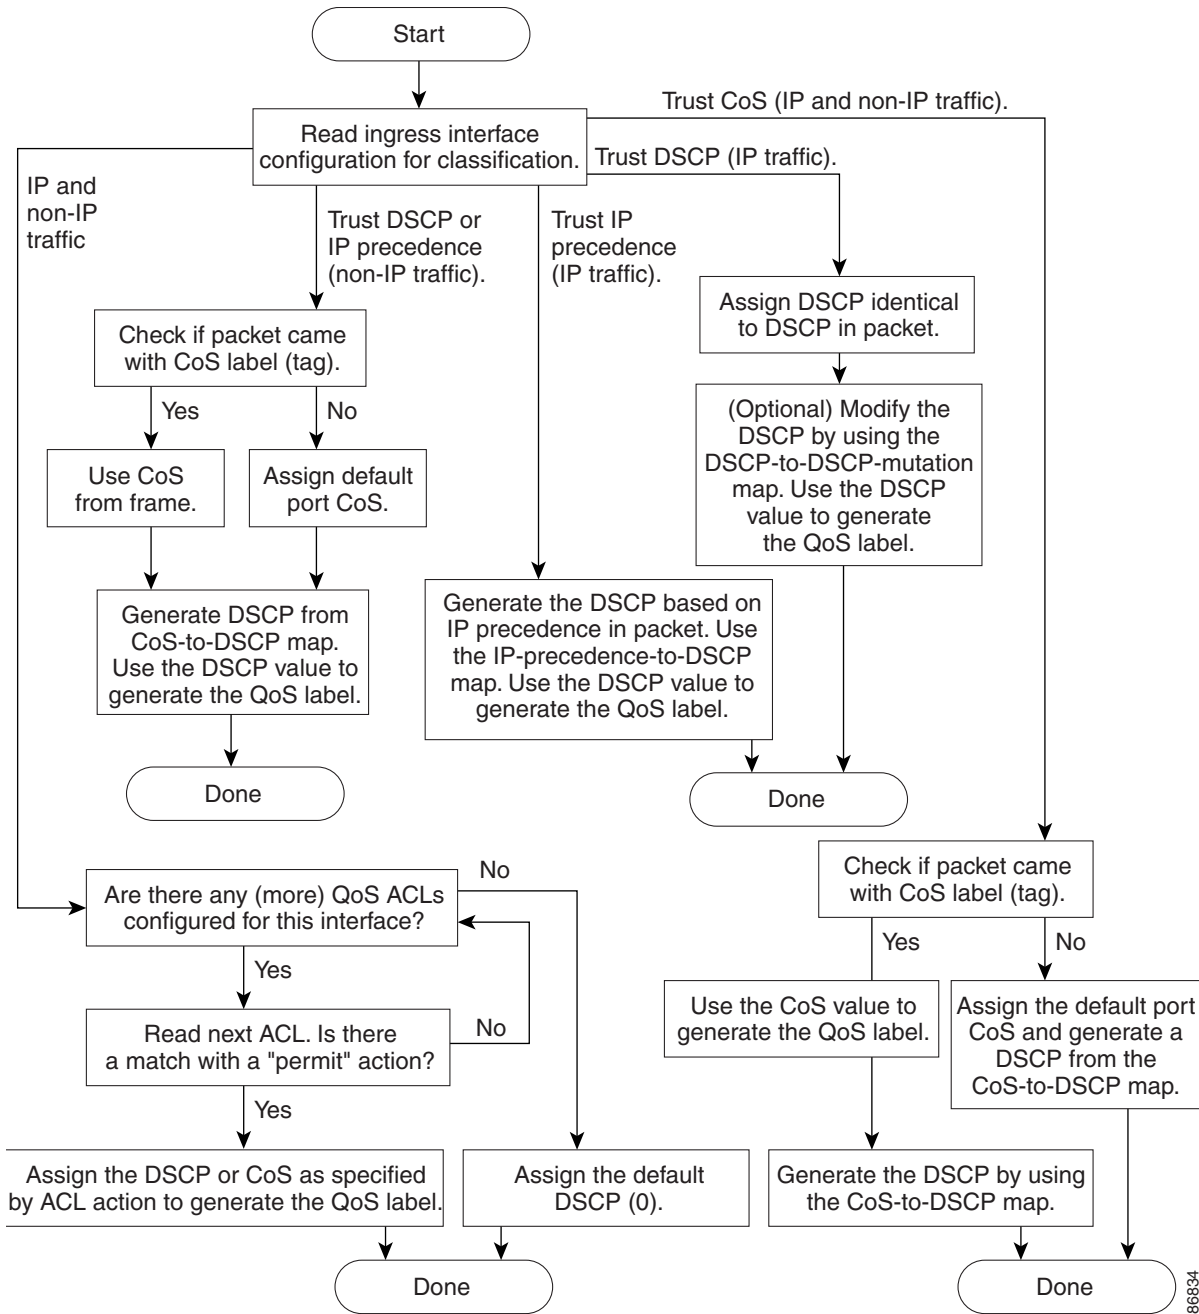 Start
Trust CoS (IP and non-IP traffic).
Read ingress interface
configuration for classification.
Trust DSCP (IP traffic).
IP and
non-IP
traffic
Trust DSCP or
IP precedence
(non-IP traffic).
Trust IP
precedence
(IP traffic).
Assign DSCP identical
to DSCP in packet.
Check if packet came
with CoS label (tag).
Yes
No
(Optional) Modify the
DSCP by using the
DSCP-to-DSCP-mutation
map. Use the DSCP
value to generate
the QoS label.
Use CoS
from frame.
Assign default
port CoS.
Generate DSCP from
CoS-to-DSCP map.
Use the DSCP value to
generate the QoS label.
Generate the DSCP based on
IP precedence in packet. Use
the IP-precedence-to-DSCP
map. Use the DSCP value to
generate the QoS label.
Done
Done
Check if packet came
with CoS label (tag).
Are there any (more) QoS ACLs
configured for this interface?
No
Yes
Yes
No
Read next ACL. Is there
a match with a "permit" action?
No
Use the CoS value to
generate the QoS label.
Assign the default port
CoS and generate a
DSCP from the
CoS-to-DSCP map.
Yes
Assign the DSCP or CoS as specified
by ACL action to generate the QoS label.
Assign the default
DSCP (0).
Generate the DSCP by using
the CoS-to-DSCP map.
Done
Done
86834